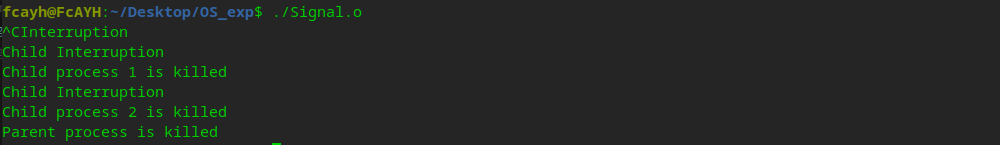 fcayh@FcAYH:~/Desktop/OS_exp$ ./Signal.o
^CInterruption
Child Interruption
Child process 1 is killed
Child Interruption
Child process 2 is killed
Parent process is killed